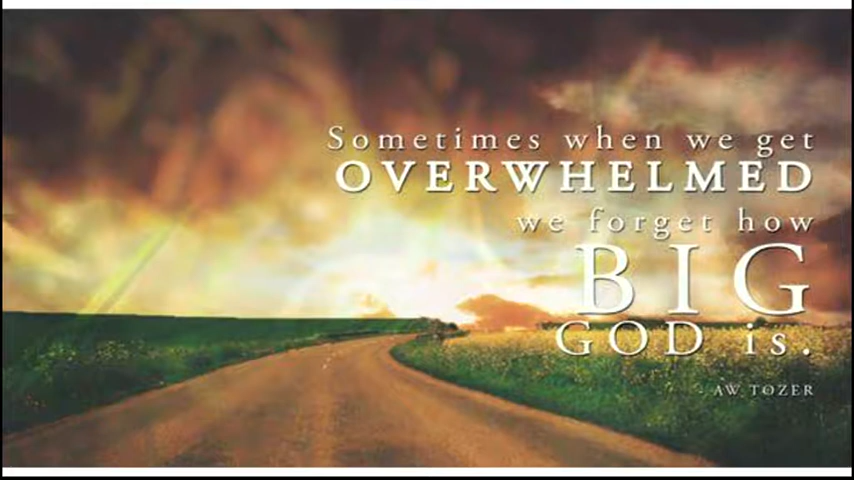 Sometimes when we get
OVERWHELMED
we forget how
BIG
GOD is.
- AW TOZER